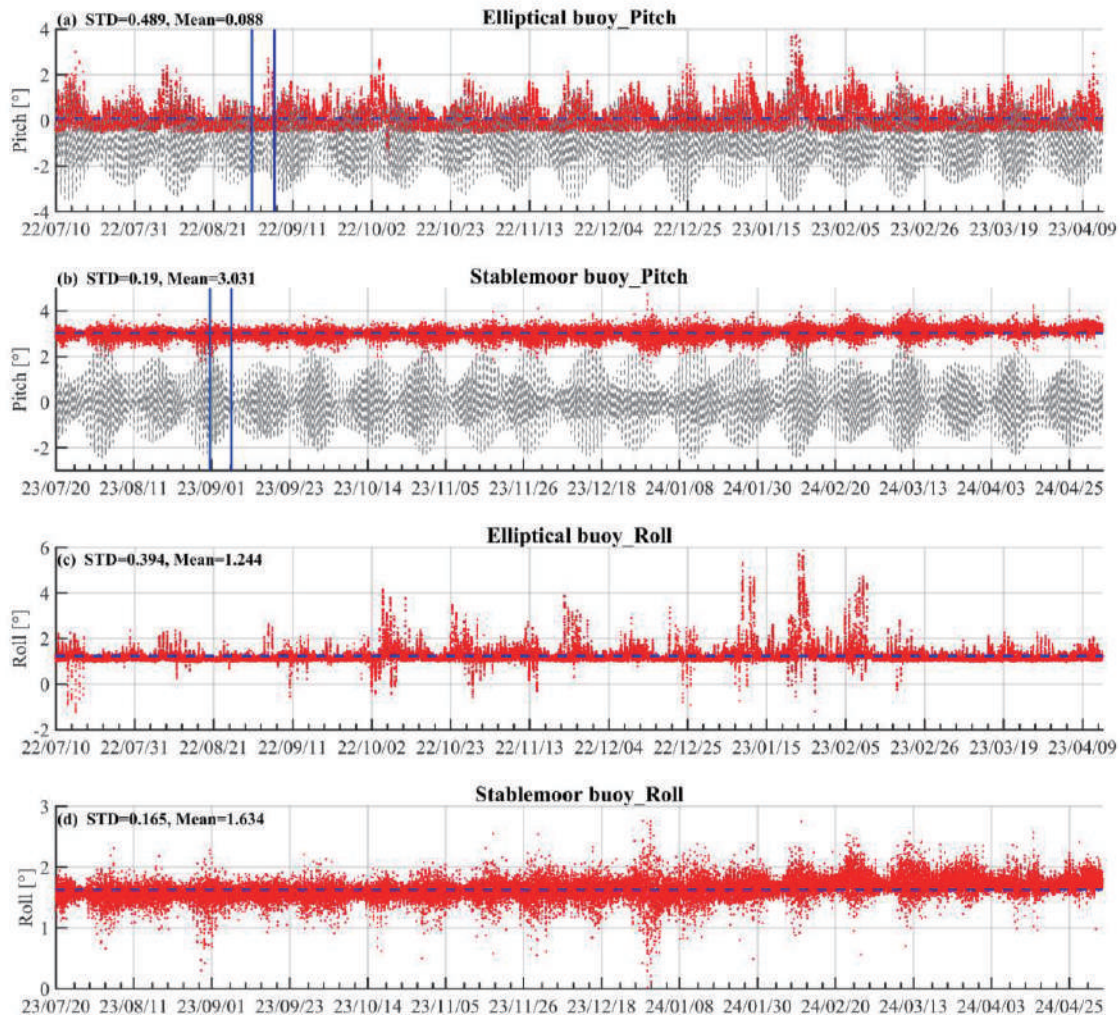 Elliptical buoy_Pitch
(a) STD=0.489, Mean=0.088
Pitch [°]
4
2
0
-2
-4
22/07/10 22/07/31 22/08/21 22/09/11 22/10/02 22/10/23 22/11/13 22/12/04 22/12/25 23/01/15 23/02/05 23/02/26 23/03/19 23/04/09
Stablemoor buoy_Pitch
(b) STD=0.19, Mean=3.031
Pitch [°]
4
2
0
-2
23/07/20 23/08/11 23/09/01 23/09/23 23/10/14 23/11/05 23/11/26 23/12/18 24/01/08 24/01/30 24/02/20 24/03/13 24/04/03 24/04/25
Elliptical buoy_Roll
(c) STD=0.394, Mean=1.244
Roll [°]
6
4
2
0
-2
22/07/10 22/07/31 22/08/21 22/09/11 22/10/02 22/10/23 22/11/13 22/12/04 22/12/25 23/01/15 23/02/05 23/02/26 23/03/19 23/04/09
Stablemoor buoy_Roll
(d) STD=0.165, Mean=1.634
Roll [°]
3
2
1
0
23/07/20 23/08/11 23/09/01 23/09/23 23/10/14 23/11/05 23/11/26 23/12/18 24/01/08 24/01/30 24/02/20 24/03/13 24/04/03 24/04/25